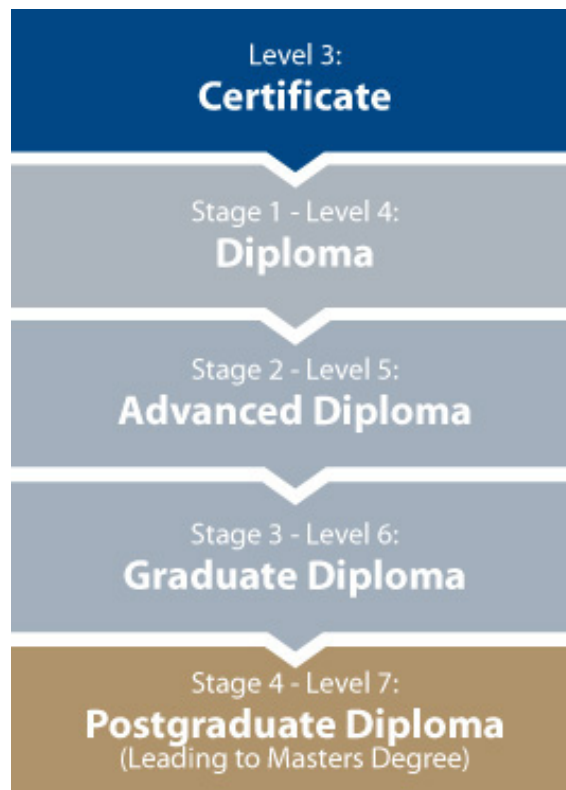 Level 3:
Certificate
Stage 1 - Level 4:
Diploma
Stage 2 - Level 5:
Advanced Diploma
Stage 3 - Level 6:
Graduate Diploma
Stage 4 - Level 7:
Postgraduate Diploma
(Leading to Masters Degree)